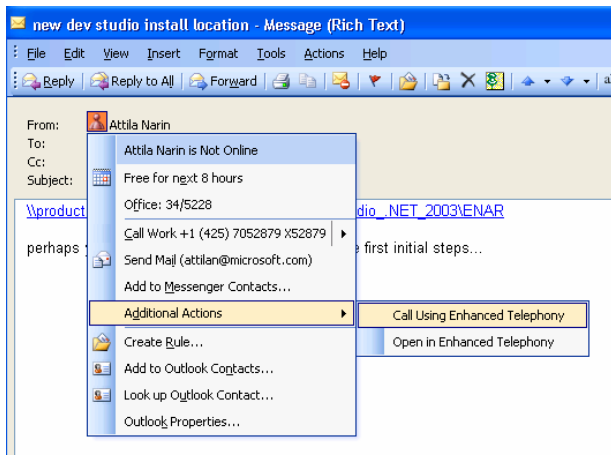 new dev studio install location - Message (Rich Text)
File Edit View Insert Format Tools Actions Help
Reply Reply to All Forward
From: Attila Narin
To:
Cc:
Subject:
Attila Narin is Not Online
Free for next 8 hours
Office: 34/5228
\\product dio_.NET_2003\ENAR
Call Work +1 (425) 7052879 X52879
perhaps first initial steps...
Send Mail (attilan@microsoft.com)
Add to Messenger Contacts...
Additional Actions
Call Using Enhanced Telephony
Create Rule...
Open in Enhanced Telephony
Add to Outlook Contacts...
Look up Outlook Contact...
Outlook Properties...